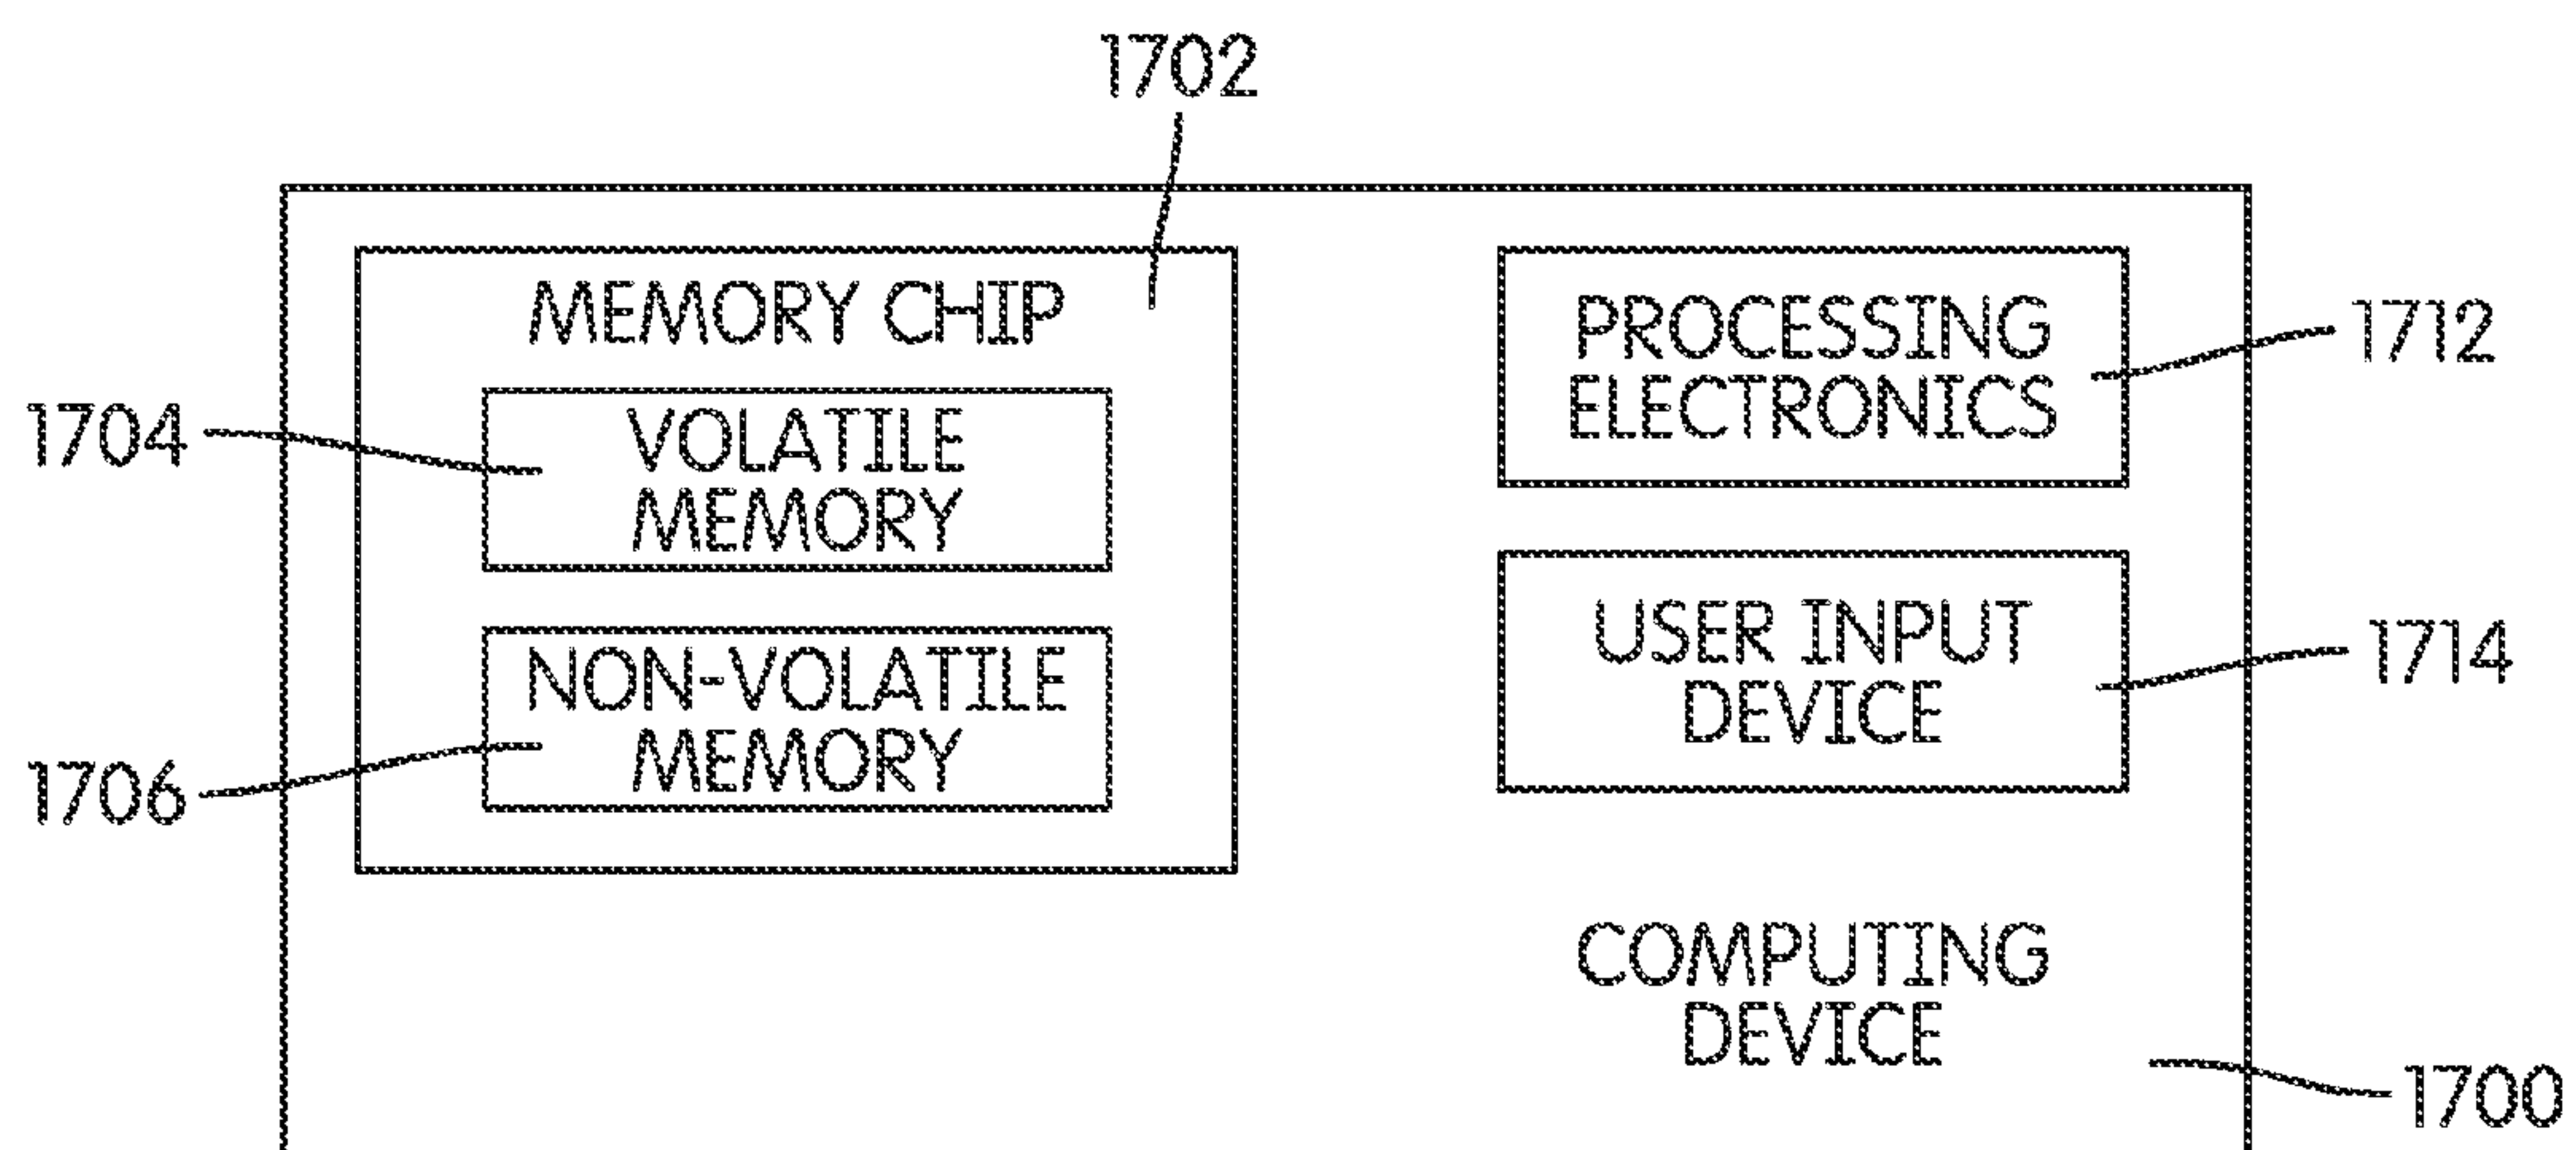 1702
MEMORY CHIP
1704
VOLATILE
MEMORY
1706
NON-VOLATILE
MEMORY
PROCESSING
ELECTRONICS
1712
USER INPUT
DEVICE
1714
COMPUTING
DEVICE
1700